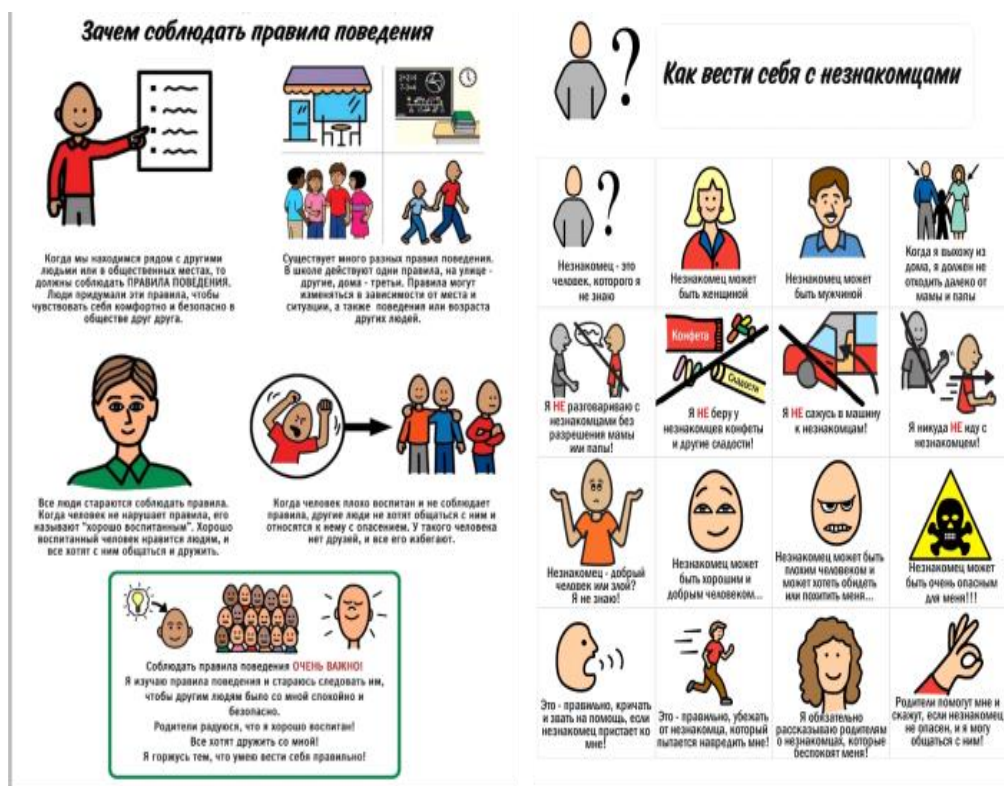 Зачем соблюдать правила поведения
Когда мы находимся рядом с другими
людьми или в общественных местах, то
должны соблюдать ПРАВИЛА ПОВЕДЕНИЯ.
Люди придумали эти правила, чтобы
чувствовать себя комфортно и безопасно в
обществе друг друга.
Существует много разных правил поведения.
В школе действуют одни правила, на улице -
другие, дома - третьи. Правила могут
изменяться в зависимости от места и
ситуации, а также поведения или возраста
других людей.
Все люди стараются соблюдать правила.
Когда человек не нарушает правила, его
называют "хорошо воспитанным". Хорошо
воспитанный человек нравится людям, и
все хотят с ним общаться и дружить.
Когда человек плохо воспитан и не соблюдает
правила, другие люди не хотят общаться с ним и
относятся к нему с опасением. У такого человека
нет друзей, и все его избегают.
Соблюдать правила поведения ОЧЕНЬ ВАЖНО!
Я изучаю правила поведения и стараюсь следовать им,
чтобы другим людям было со мной спокойно и
безопасно.
Родители радуюся, что я хорошо воспитан!
Все хотят дружить со мной!
Я горжусь тем, что умею вести себя правильно!
?
Как вести себя с незнакомцами
?
Незнакомец - это
человек, которого я
не знаю
Незнакомец может
быть женщиной
Незнакомец может
быть мужчиной
Когда я выхожу из
дома, я должен не
отходить далеко от
мамы и папы
Я НЕ разговариваю с
незнакомцами без
разрешения мамы
или папы!
Конфета
Сладости
Я НЕ беру у
незнакомцев конфеты
и другие сладости!
Я НЕ сажусь в машину
к незнакомцам!
Я никуда НЕ иду с
незнакомцем!
Незнакомец - добрый
человек или злой?
Я не знаю!
Незнакомец может
быть хорошим и
добрым человеком...
Незнакомец может быть
плохим человеком и
может хотеть обидеть
или похитить меня...
Незнакомец может
быть очень опасным
для меня!!!
Это - правильно, кричать
и звать на помощь, если
незнакомец пристает ко
мне!
Это - правильно, убежать
от незнакомца, который
пытается навредить мне!
Я обязательно
рассказываю родителям
о незнакомцах, которые
беспокоят меня!
Родители помогут мне и
скажут, если незнакомец
не опасен, и я могу
общаться с ним!